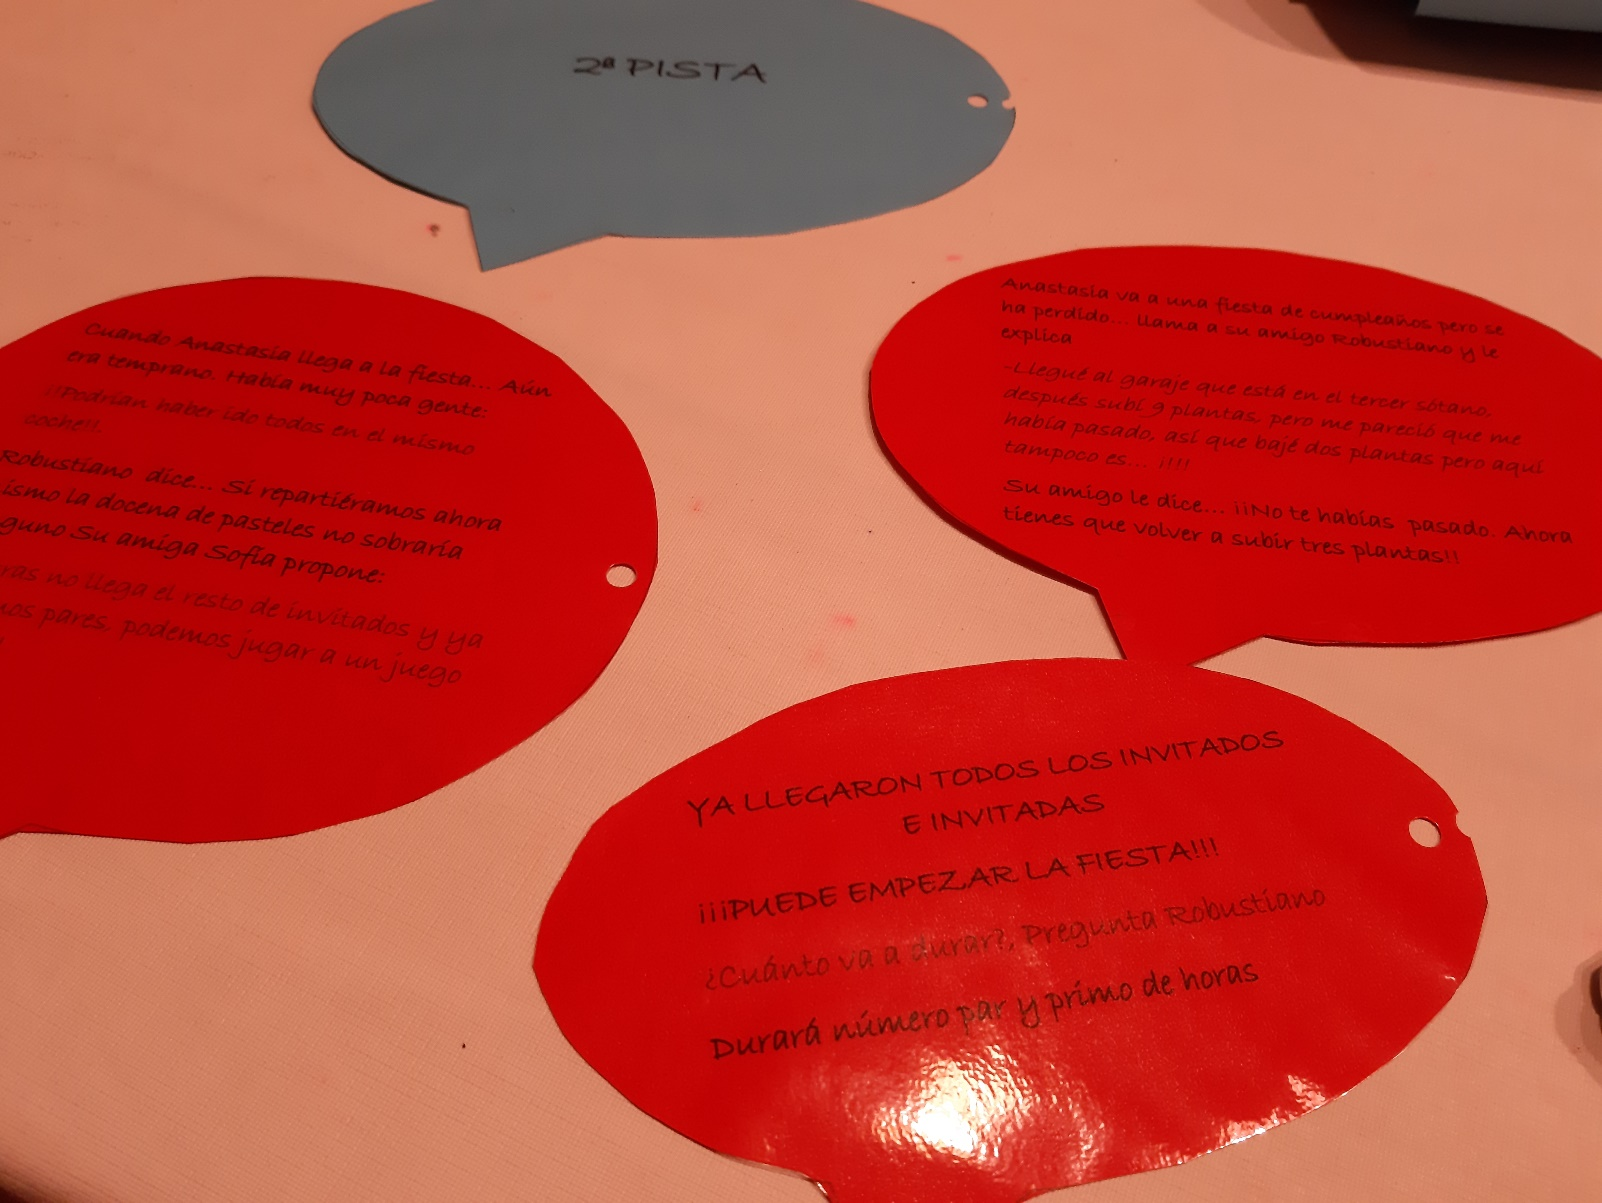 2ª PISTA
Cuando Anastasia llega a la fiesta... Aún
era temprano. Había muy poca gente:
¡¡Podrían haber ido todos en el mismo
coche!!
Robustiano dice... Si repartiéramos ahora
ismo la docena de pasteles no sobraría
guno Su amiga Sofía propone:
ras no llega el resto de invitados y ya
mos pares, podemos jugar a un juego
Anastasia va a una fiesta de cumpleaños pero se
ha perdido... llama a su amigo Robustiano y le
explica
-Llegué al garaje que está en el tercer sótano,
después subí 9 plantas, pero me pareció que me
había pasado, así que bajé dos plantas pero aquí
tampoco es... ¡!!!
Su amigo le dice... ¡¡No te habías pasado. Ahora
tienes que volver a subir tres plantas!!
YA LLEGARON TODOS LOS INVITADOS
E INVITADAS
¡¡¡PUEDE EMPEZAR LA FIESTA!!!
¿Cuánto va a durar?, Pregunta Robustiano
Durará número par y primo de horas